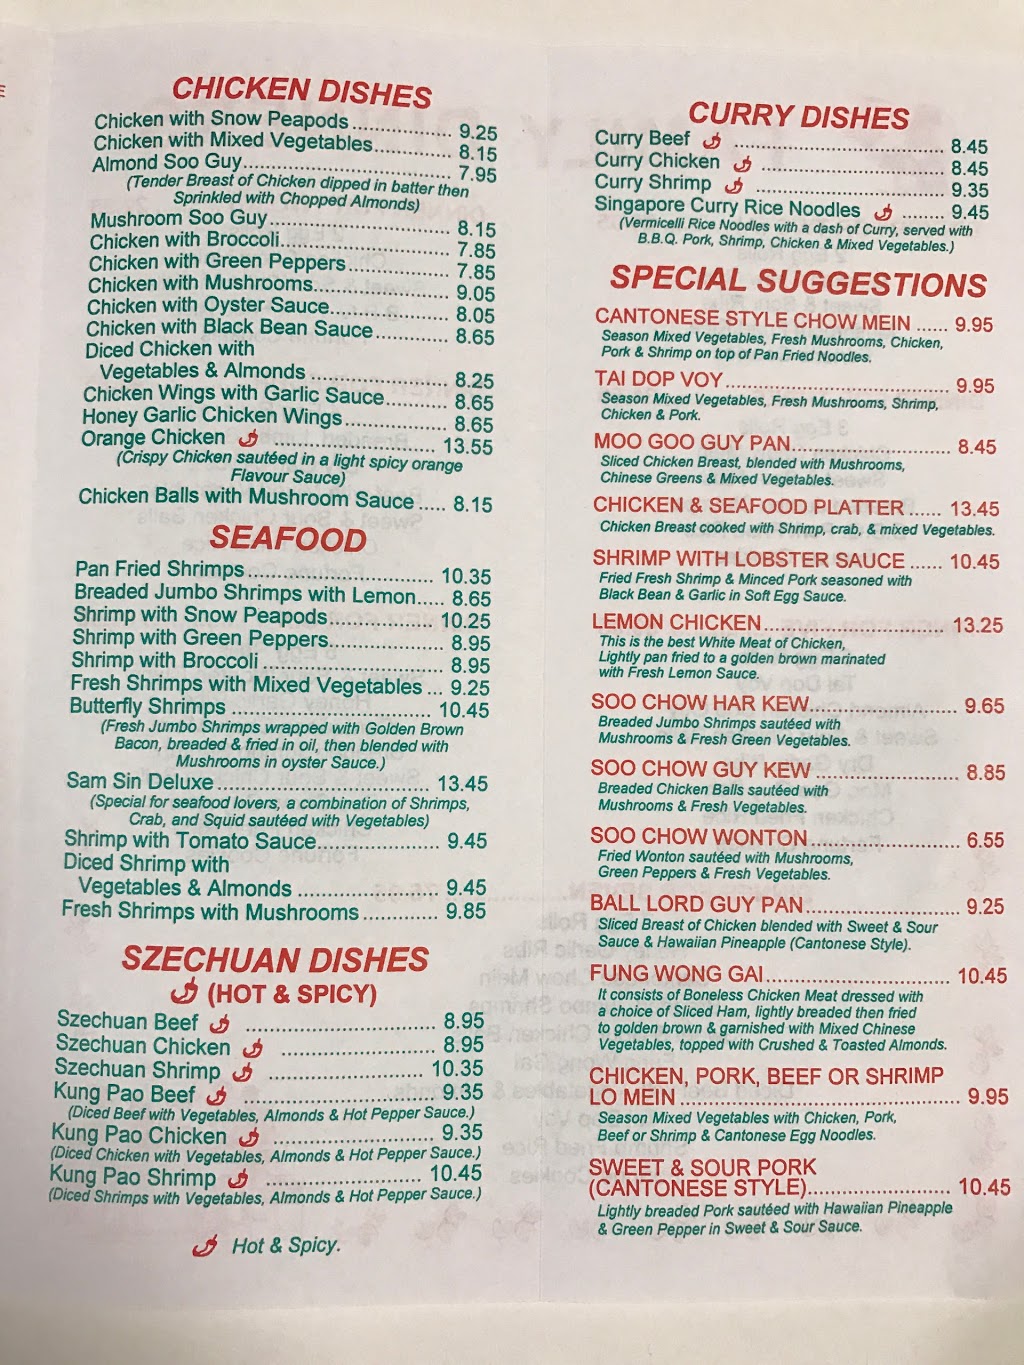 CHICKEN DISHES
Chicken with Snow Peapods.................. 9.25
Chicken with Mixed Vegetables.............. 8.15
Almond Soo Guy..................................... 7.95
(Tender Breast of Chicken dipped in batter then
Sprinkled with Chopped Almonds)
Mushroom Soo Guy................................ 8.15
Chicken with Broccoli.............................. 7.85
Chicken with Green Peppers.................. 7.85
Chicken with Mushrooms........................ 9.05
Chicken with Oyster Sauce..................... 8.05
Chicken with Black Bean Sauce............. 8.65
Diced Chicken with
Vegetables & Almonds ........................ 8.25
Chicken Wings with Garlic Sauce........... 8.65
Honey Garlic Chicken Wings................... 8.65
Orange Chicken ................................ 13.55
(Crispy Chicken sautéed in a light spicy orange
Flavour Sauce)
Chicken Balls with Mushroom Sauce ..... 8.15
SEAFOOD
Pan Fried Shrimps.................................. 10.35
Breaded Jumbo Shrimps with Lemon..... 8.65
Shrimp with Snow Peapods................... 10.25
Shrimp with Green Peppers................... 8.95
Shrimp with Broccoli ............................... 8.95
Fresh Shrimps with Mixed Vegetables ... 9.25
Butterfly Shrimps .................................... 10.45
(Fresh Jumbo Shrimps wrapped with Golden Brown
Bacon, breaded & fried in oil, then blended with
Mushrooms in oyster Sauce.)
Sam Sin Deluxe...................................... 13.45
(Special for seafood lovers, a combination of Shrimps,
Crab, and Squid sautéed with Vegetables)
Shrimp with Tomato Sauce...................... 9.45
Diced Shrimp with
Vegetables & Almonds ......................... 9.45
Fresh Shrimps with Mushrooms ............. 9.85
SZECHUAN DISHES
(HOT & SPICY)
Szechuan Beef ................................. 8.95
Szechuan Chicken ........................... 8.95
Szechuan Shrimp ............................ 10.35
Kung Pao Beef .................................. 9.35
(Diced Beef with Vegetables, Almonds & Hot Pepper Sauce.)
Kung Pao Chicken ............................ 9.35
(Diced Chicken with Vegetables, Almonds & Hot Pepper Sauce.)
Kung Pao Shrimp ............................ 10.45
(Diced Shrimps with Vegetables, Almonds & Hot Pepper Sauce.)
Hot & Spicy.
CURRY DISHES
Curry Beef ...................................... 8.45
Curry Chicken ................................. 8.45
Curry Shrimp .................................. 9.35
Singapore Curry Rice Noodles ........ 9.45
(Vermicelli Rice Noodles with a dash of Curry, served with
B.B.Q. Pork, Shrimp, Chicken & Mixed Vegetables.)
SPECIAL SUGGESTIONS
CANTONESE STYLE CHOW MEIN ...... 9.95
Season Mixed Vegetables, Fresh Mushrooms, Chicken,
Pork & Shrimp on top of Pan Fried Noodles.
TAI DOP VOY........................................ 9.95
Season Mixed Vegetables, Fresh Mushrooms, Shrimp,
Chicken & Pork.
MOO GOO GUY PAN............................ 8.45
Sliced Chicken Breast, blended with Mushrooms,
Chinese Greens & Mixed Vegetables.
CHICKEN & SEAFOOD PLATTER ...... 13.45
Chicken Breast cooked with Shrimp, crab, & mixed Vegetables.
SHRIMP WITH LOBSTER SAUCE ...... 10.45
Fried Fresh Shrimp & Minced Pork seasoned with
Black Bean & Garlic in Soft Egg Sauce.
LEMON CHICKEN................................ 13.25
This is the best White Meat of Chicken,
Lightly pan fried to a golden brown marinated
with Fresh Lemon Sauce.
SOO CHOW HAR KEW.......................... 9.65
Breaded Jumbo Shrimps sautéed with
Mushrooms & Fresh Green Vegetables.
SOO CHOW GUY KEW ......................... 8.85
Breaded Chicken Balls sautéed with
Mushrooms & Fresh Vegetables.
SOO CHOW WONTON........................... 6.55
Fried Wonton sautéed with Mushrooms,
Green Peppers & Fresh Vegetables.
BALL LORD GUY PAN........................... 9.25
Sliced Breast of Chicken blended with Sweet & Sour
Sauce & Hawaiian Pineapple (Cantonese Style).
FUNG WONG GAI................................ 10.45
It consists of Boneless Chicken Meat dressed with
a choice of Sliced Ham, lightly breaded then fried
to golden brown & garnished with Mixed Chinese
Vegetables, topped with Crushed & Toasted Almonds.
CHICKEN, PORK, BEEF OR SHRIMP
LO MEIN ................................................ 9.95
Season Mixed Vegetables with Chicken, Pork,
Beef or Shrimp & Cantonese Egg Noodles.
SWEET & SOUR PORK
(CANTONESE STYLE)......................... 10.45
Lightly breaded Pork sautéed with Hawaiian Pineapple
& Green Pepper in Sweet & Sour Sauce.